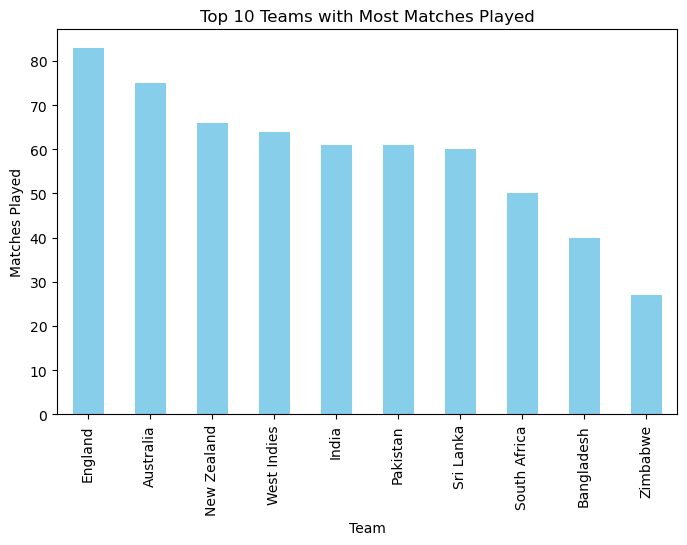 Top 10 Teams with Most Matches Played
Matches Played
80
70
60
50
40
30
20
10
0
England
Australia
New Zealand
West Indies
India
Pakistan
Sri Lanka
South Africa
Bangladesh
Zimbabwe
Team